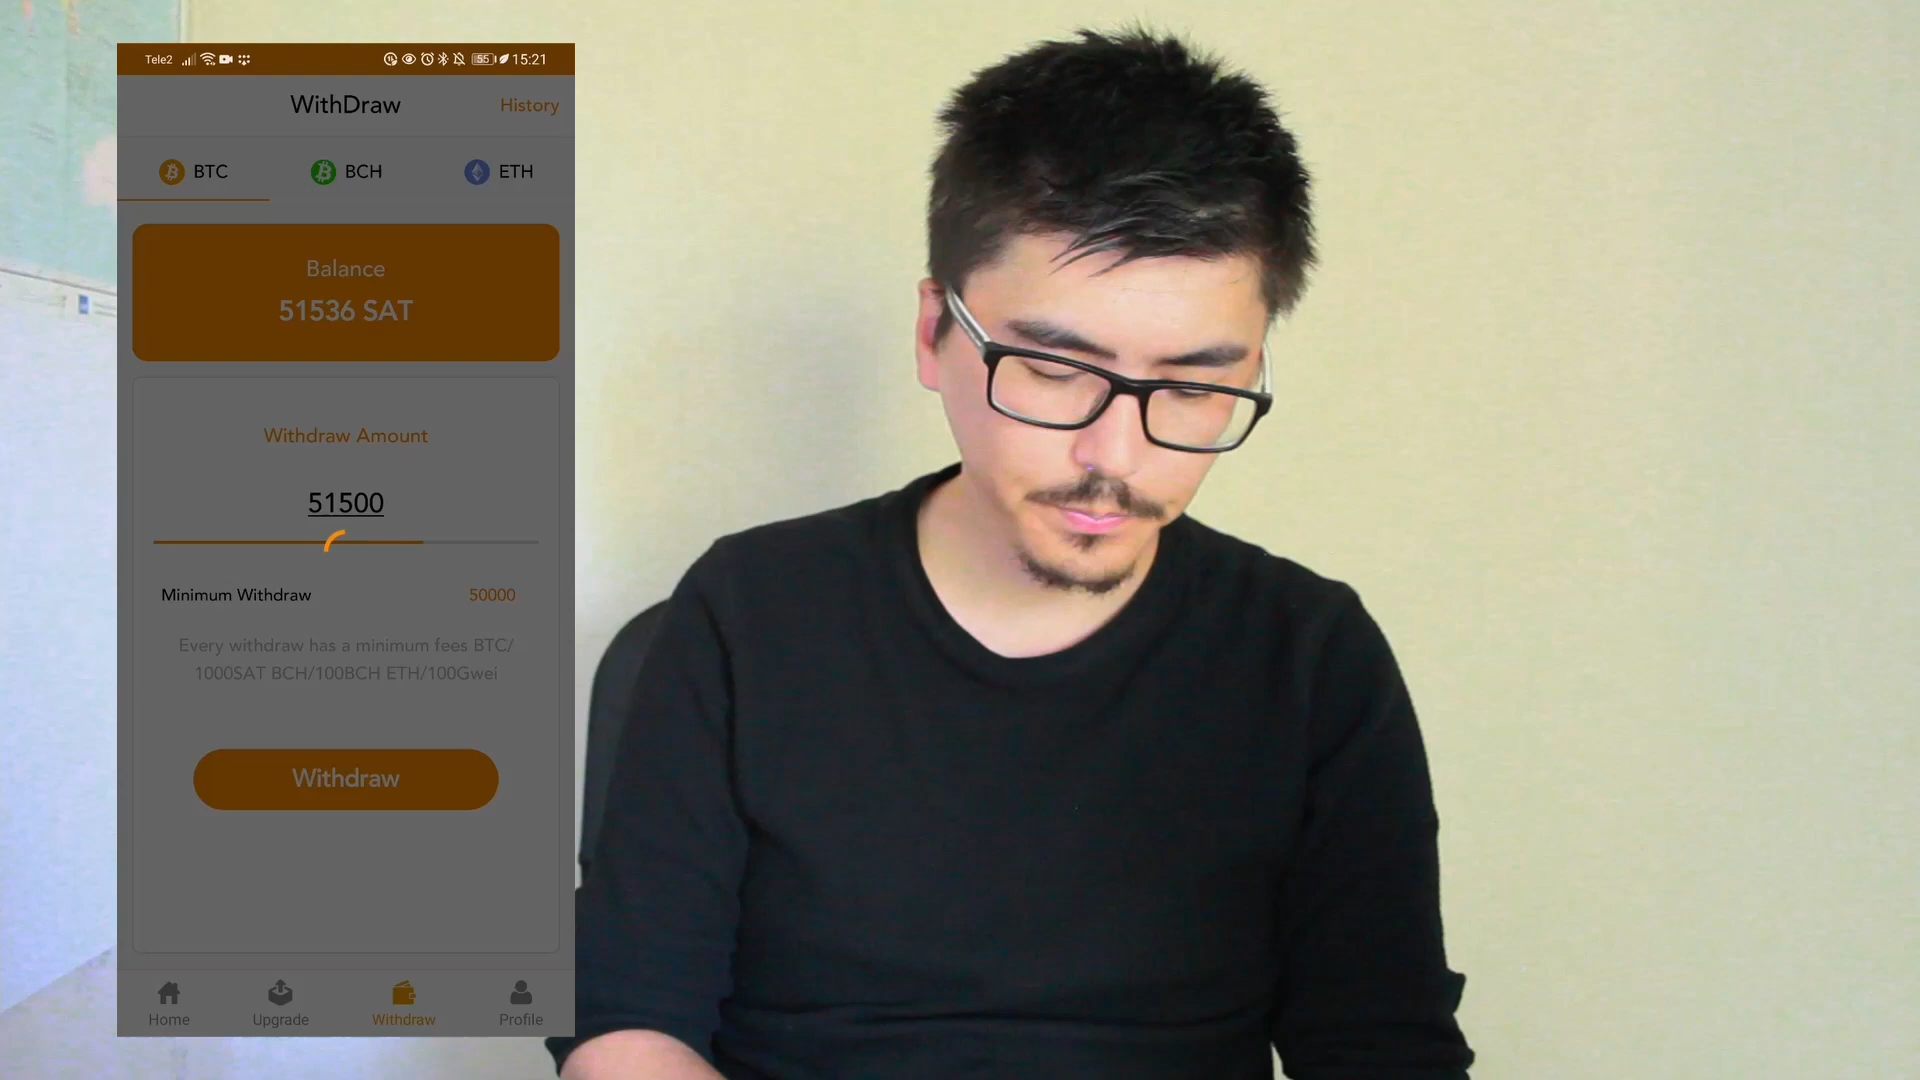 Tele2
55 15:21
WithDraw
History
BTC
BCH
ETH
Balance
51536 SAT
Withdraw Amount
51500
Minimum Withdraw
50000
Every withdraw has a minimum fees BTC/
1000SAT BCH/100BCH ETH/100Gwei
Withdraw
Home
Upgrade
Withdraw
Profile